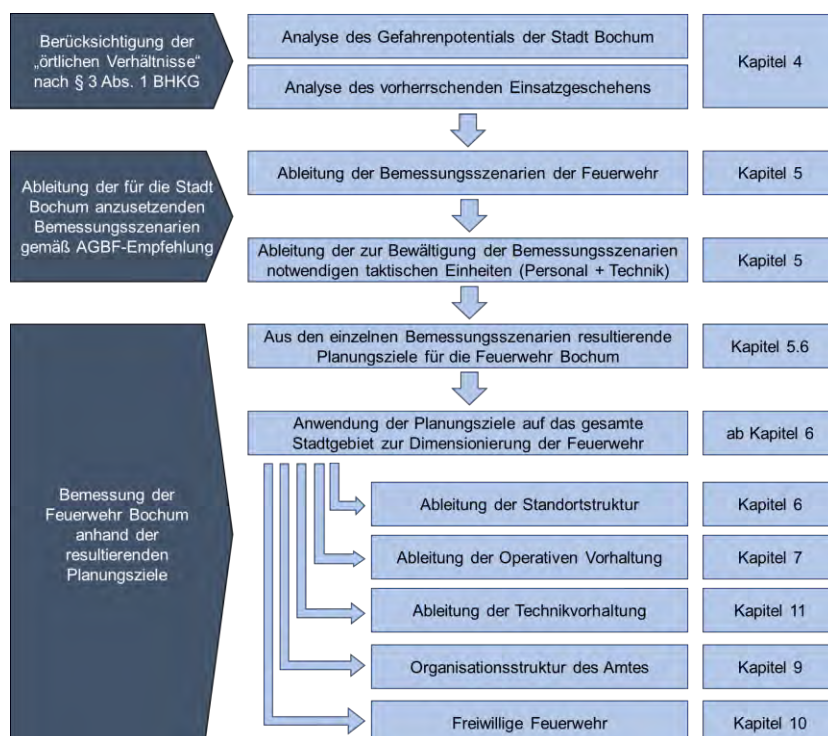 Berücksichtigung der
„örtlichen Verhältnisse“
nach § 3 Abs. 1 BHKG
Analyse des Gefahrenpotentials der Stadt Bochum
Analyse des vorherrschenden Einsatzgeschehens
Kapitel 4
Ableitung der für die Stadt
Bochum anzusetzenden
Bemessungsszenarien
gemäß AGBF-Empfehlung
Ableitung der Bemessungsszenarien der Feuerwehr
Kapitel 5
Ableitung der zur Bewältigung der Bemessungsszenarien
notwendigen taktischen Einheiten (Personal + Technik)
Kapitel 5
Bemessung der
Feuerwehr Bochum
anhand der
resultierenden
Planungsziele
Aus den einzelnen Bemessungsszenarien resultierende
Planungsziele für die Feuerwehr Bochum
Kapitel 5.6
Anwendung der Planungsziele auf das gesamte
Stadtgebiet zur Dimensionierung der Feuerwehr
ab Kapitel 6
Ableitung der Standortstruktur
Kapitel 6
Ableitung der Operativen Vorhaltung
Kapitel 7
Ableitung der Technikvorhaltung
Kapitel 11
Organisationsstruktur des Amtes
Kapitel 9
Freiwillige Feuerwehr
Kapitel 10